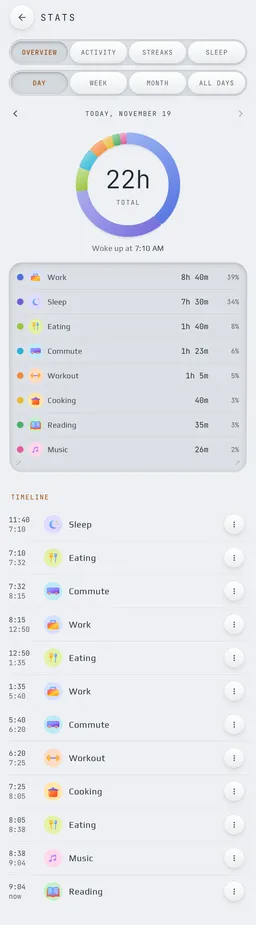 STATS
OVERVIEW ACTIVITY STREAKS SLEEP
DAY WEEK MONTH ALL DAYS
TODAY, NOVEMBER 19
22h
TOTAL
Woke up at 7:10 AM
Work 8h 40m 39%
Sleep 7h 30m 34%
Eating 1h 40m 8%
Commute 1h 23m 6%
Workout 1h 5m 5%
Cooking 40m 3%
Reading 35m 3%
Music 26m 2%
TIMELINE
11:40
7:10 Sleep
7:10
7:32 Eating
7:32
8:15 Commute
8:15
12:50 Work
12:50
1:35 Eating
1:35
5:40 Work
5:40
6:20 Commute
6:20
7:25 Workout
7:25
8:05 Cooking
8:05
8:38 Eating
8:38
9:04 Music
9:04
now Reading